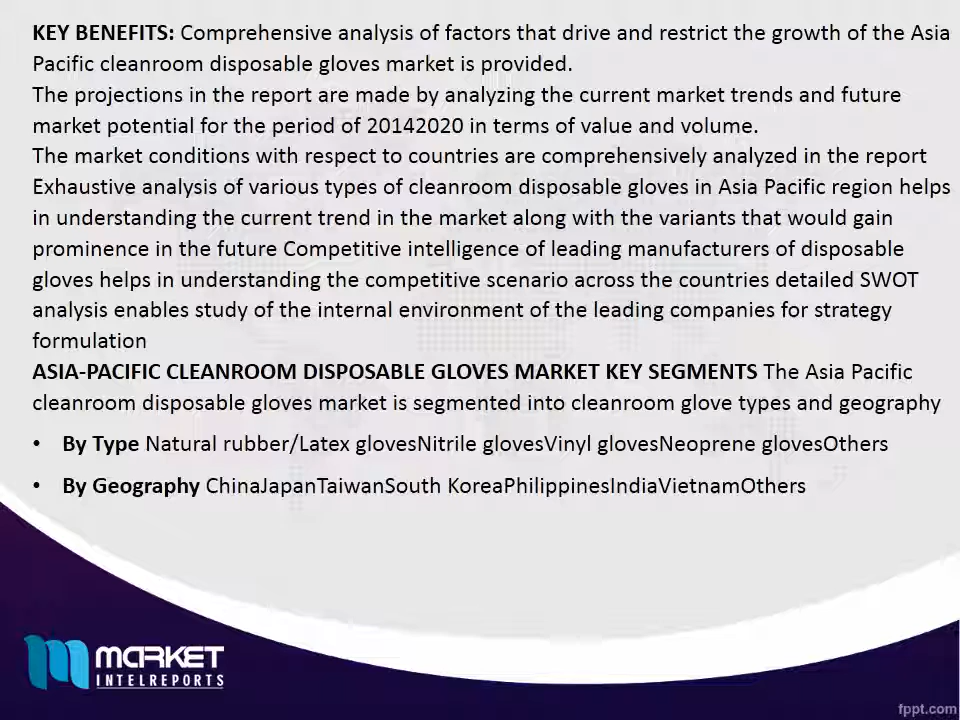 KEY BENEFITS: Comprehensive analysis of factors that drive and restrict the growth of the Asia
Pacific cleanroom disposable gloves market is provided.
The projections in the report are made by analyzing the current market trends and future
market potential for the period of 20142020 in terms of value and volume.
The market conditions with respect to countries are comprehensively analyzed in the report
Exhaustive analysis of various types of cleanroom disposable gloves in Asia Pacific region helps
in understanding the current trend in the market along with the variants that would gain
prominence in the future Competitive intelligence of leading manufacturers of disposable
gloves helps in understanding the competitive scenario across the countries detailed SWOT
analysis enables study of the internal environment of the leading companies for strategy
formulation
ASIA-PACIFIC CLEANROOM DISPOSABLE GLOVES MARKET KEY SEGMENTS The Asia Pacific
cleanroom disposable gloves market is segmented into cleanroom glove types and geography
• By Type Natural rubber/Latex glovesNitrile glovesVinyl glovesNeoprene glovesOthers
• By Geography ChinaJapanTaiwanSouth KoreaPhilippinesIndiaVietnamOthers
MARKET
INTELREPORTS
fppt.com